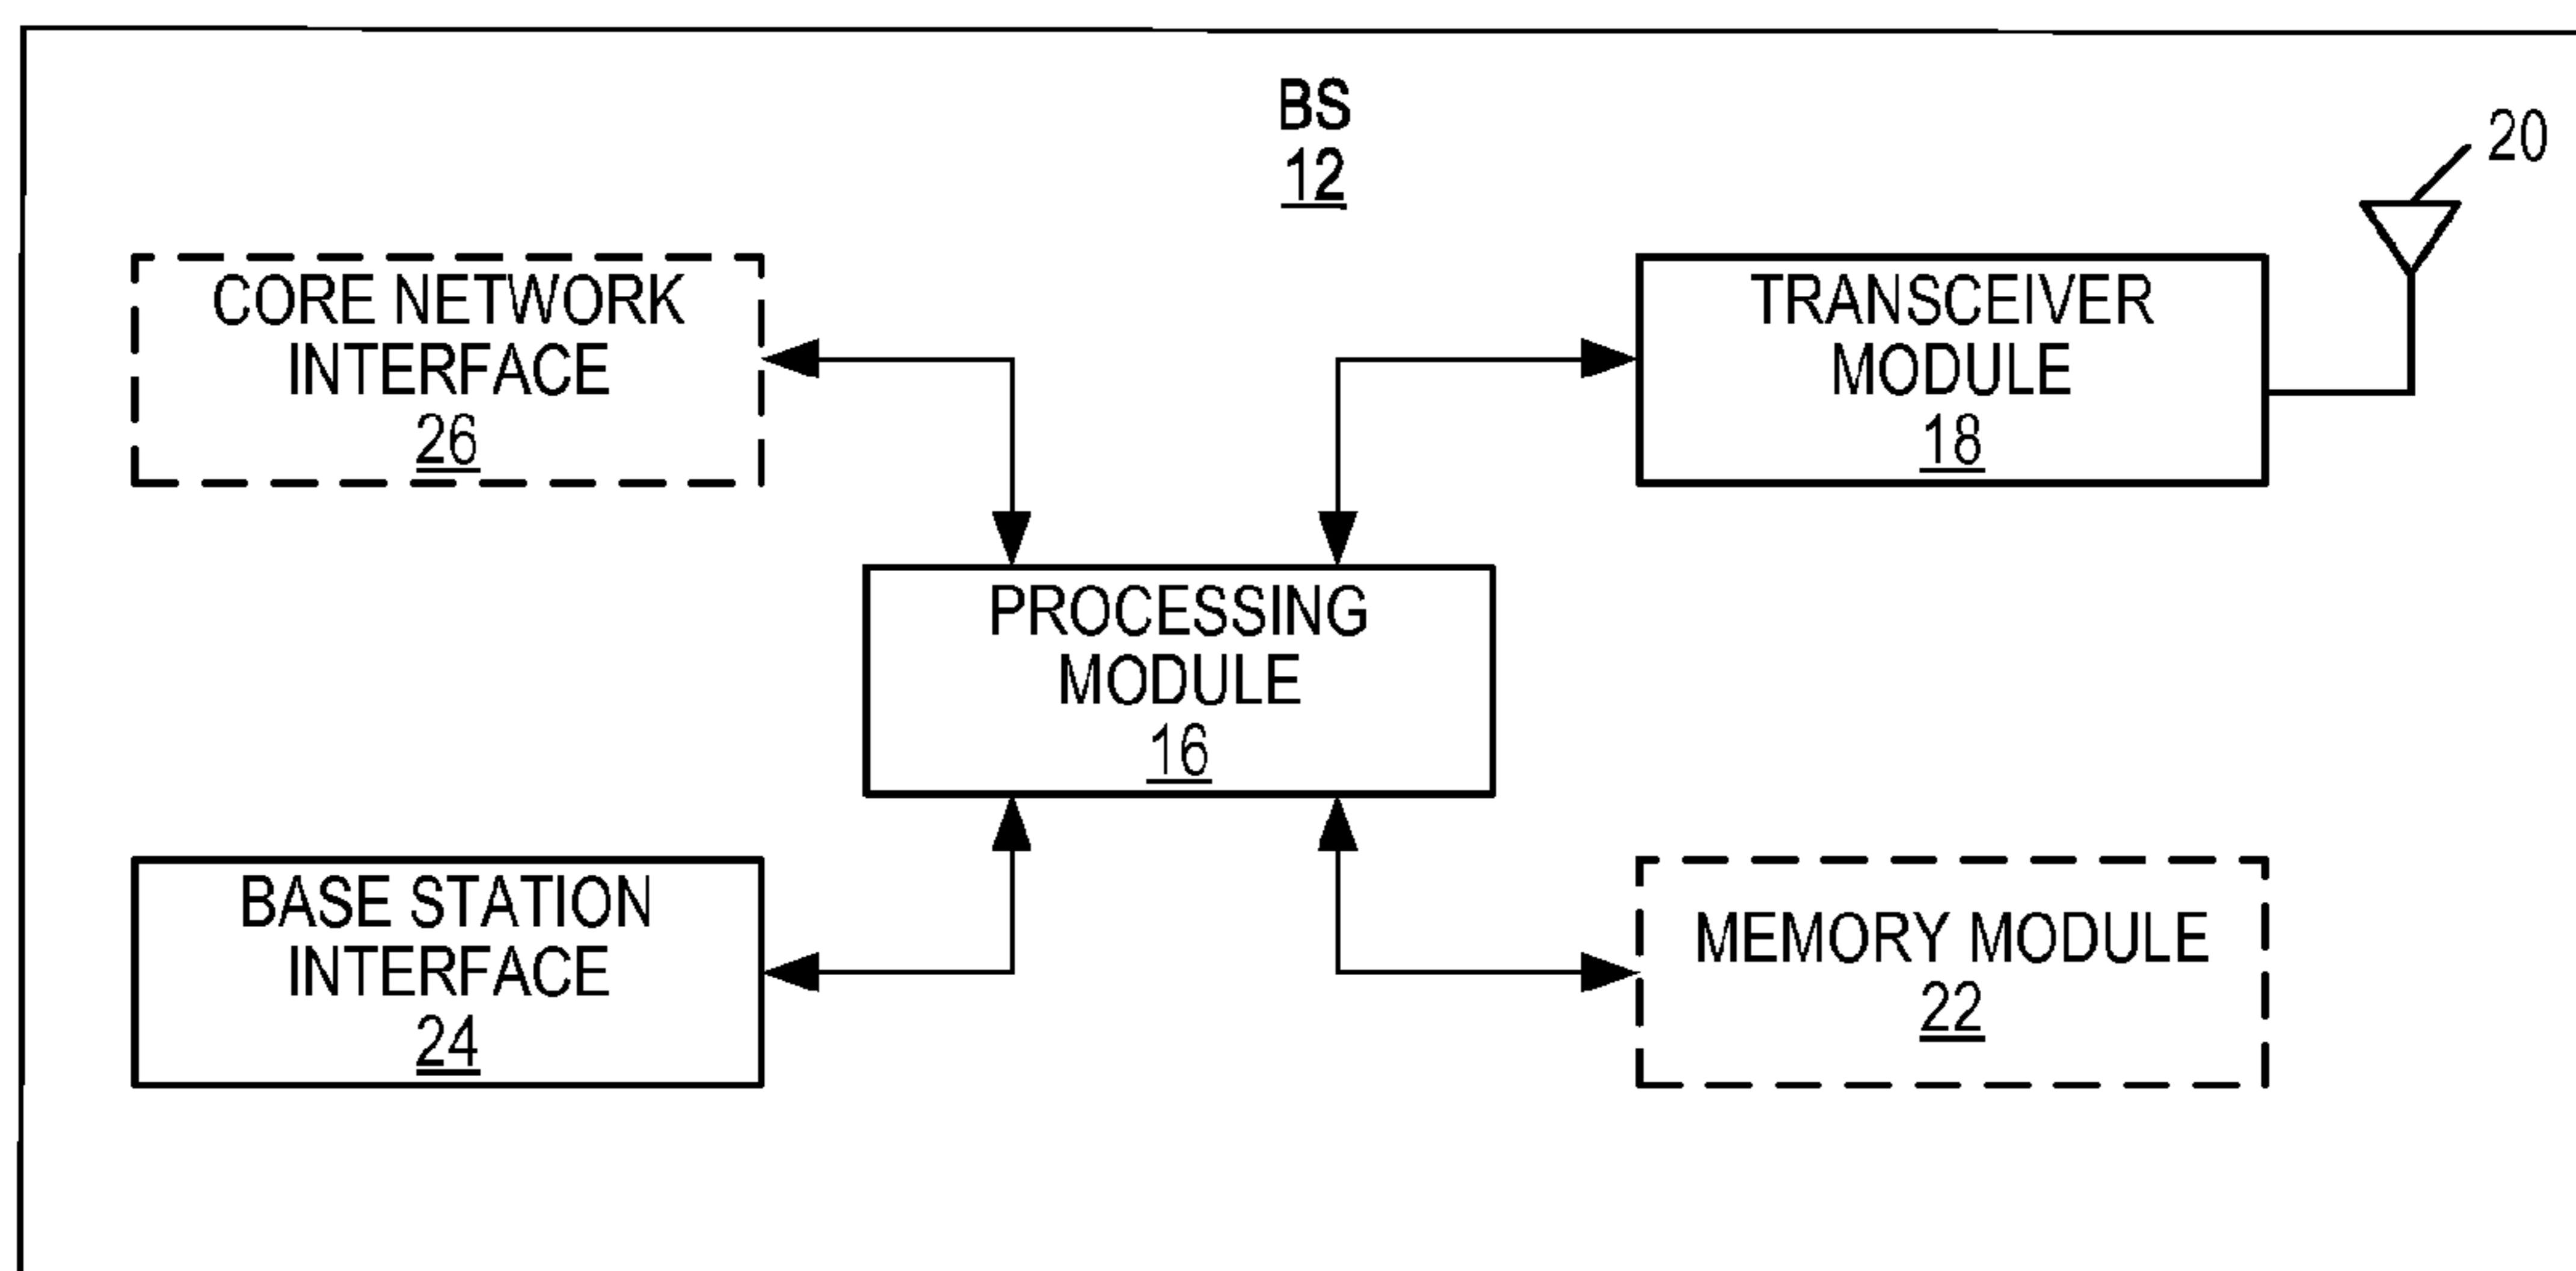 BS
12
20
CORE NETWORK
INTERFACE
26
TRANSCEIVER
MODULE
18
PROCESSING
MODULE
16
BASE STATION
INTERFACE
24
MEMORY MODULE
22